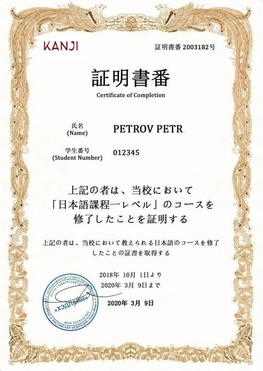 KANJI
証明書番 2003182号
証明書番
Certificate of Completion
氏名
(Name)
PETROV PETR
学生番号
(Student Number)
012345
上記の者は、当校において
「日本語課程一レベル」のコースを
修了したことを証明する
上記の者は、当校において教えられる日本語のコースを修了
したことの証書を取得する
2018年 10月 1日より
2020年 3月 9日まで
2020年 3月 9日